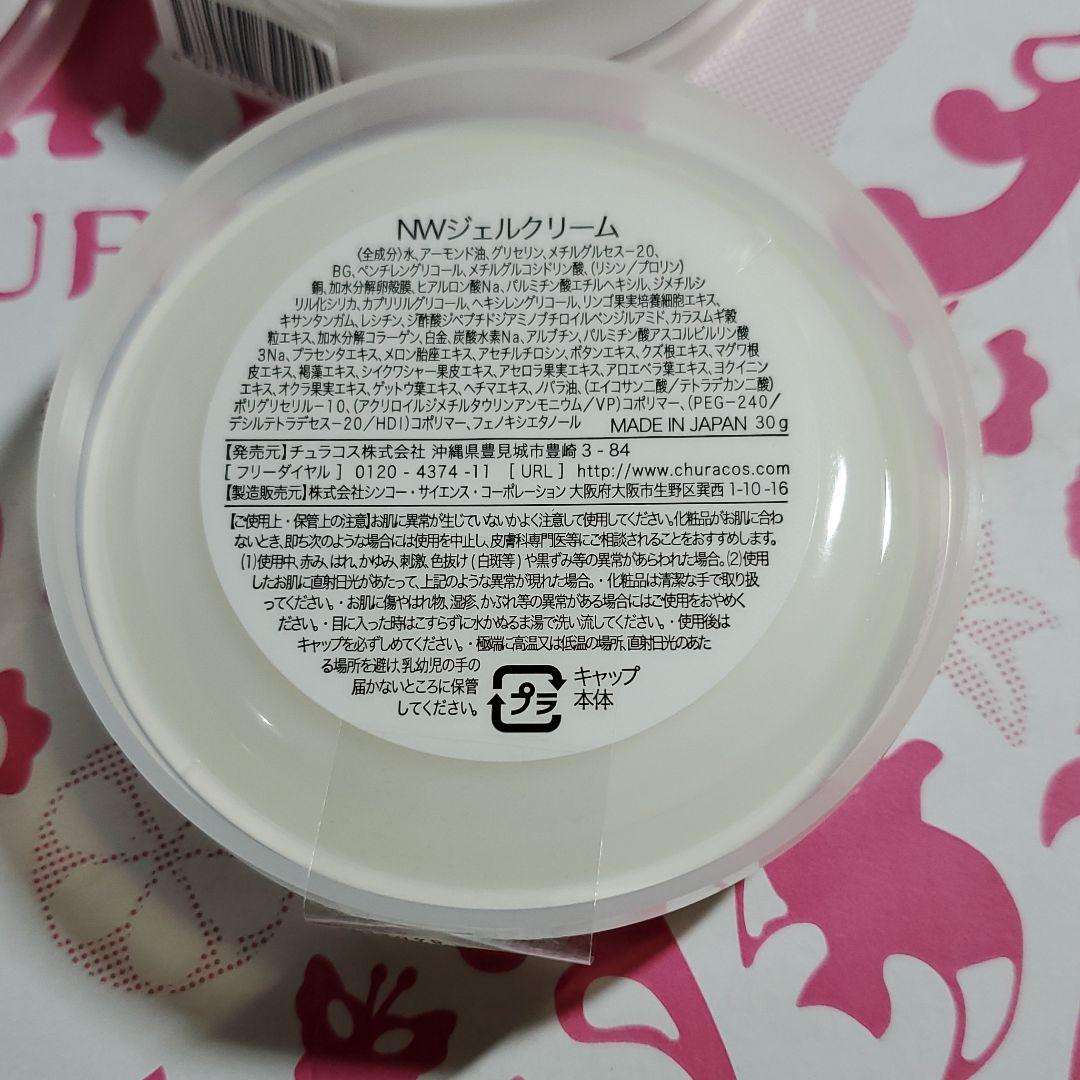 NWジェルクリーム
〈全成分〉水、アーモンド油、グリセリン、メチルグルセス-20、
BG、ペンチレングリコール、メチルグルコシドリン酸、(リシン/プロリン)
銅、加水分解卵殻膜、ヒアルロン酸Na、パルミチン酸エチルヘキシル、ジメチルシ
リル化シリカ、カプリリルグリコール、ヘキシレングリコール、リンゴ果実培養細胞エキス、
キサンタンガム、レシチン、ジ酢酸ジペプチドジアミノブチロイルベンジルアミド、カラスムギ穀
粒エキス、加水分解コラーゲン、白金、炭酸水素Na、アルブチン、パルミチン酸アスコルビルリン酸
3Na、プラセンタエキス、メロン胎座エキス、アセチルチロシン、ボタンエキス、クズ根エキス、マグワ根
皮エキス、褐藻エキス、シイクワシャー果皮エキス、アセロラ果実エキス、アロエベラ葉エキス、ヨクイニン
エキス、オクラ果実エキス、ゲットウ葉エキス、ヘチマエキス、ノバラ油、(エイコサン二酸/テトラデカン二酸)
ポリグリセリル-10、(アクリロイルジメチルタウリンアンモニウム/VP)コポリマー、(PEG-240/
デシルテトラデセス-20/HDI)コポリマー、フェノキシエタノール MADE IN JAPAN 30g
【発売元】チュラコス株式会社 沖縄県豊見城市豊崎3-84
[フリーダイヤル] 0120-4374-11 [URL] http://www.churacos.com
【製造販売元】株式会社シンコー・サイエンス・コーポレーション 大阪府大阪市生野区巽西1-10-16
【ご使用上・保管上の注意】お肌に異常が生じていないかよく注意して使用してください。化粧品がお肌に合わ
ないとき、即ち次のような場合には使用を中止し、皮膚科専門医等にご相談されることをおすすめします。
(1)使用中、赤み、はれ、かゆみ、刺激、色抜け(白斑等)や黒ずみ等の異常があらわれた場合。(2)使用
したお肌に直射日光があたって、上記のような異常が現れた場合。・化粧品は清潔な手で取り扱
ってください。・お肌に傷やはれ物、湿疹、かぶれ等の異常がある場合にはご使用をおやめく
ださい。・目に入った時はこすらずに水かぬるま湯で洗い流してください。・使用後は
キャップを必ずしめてください。・極端に高温又は低温の場所、直射日光のあた
る場所を避け、乳幼児の手の
届かないところに保管
してください。
プラ
キャップ
本体